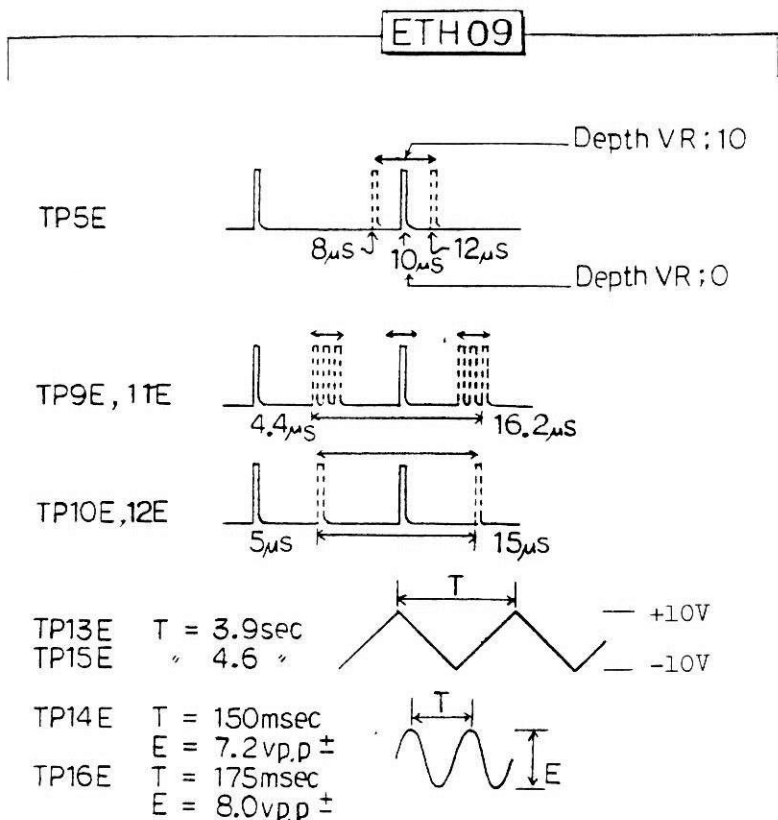 ETH09
Depth VR; 10
TP5E
8μs 10μs 12μs
Depth VR; 0
TP9E, 11E
4.4μs 16.2μs
TP10E, 12E
5μs 15μs
T
+10V
TP13E T = 3.9sec
TP15E 〃 4.6 〃
-10V
TP14E T = 150msec
T
E = 7.2vp.p ±
E
TP16E T = 175msec
E = 8.0vp.p ±